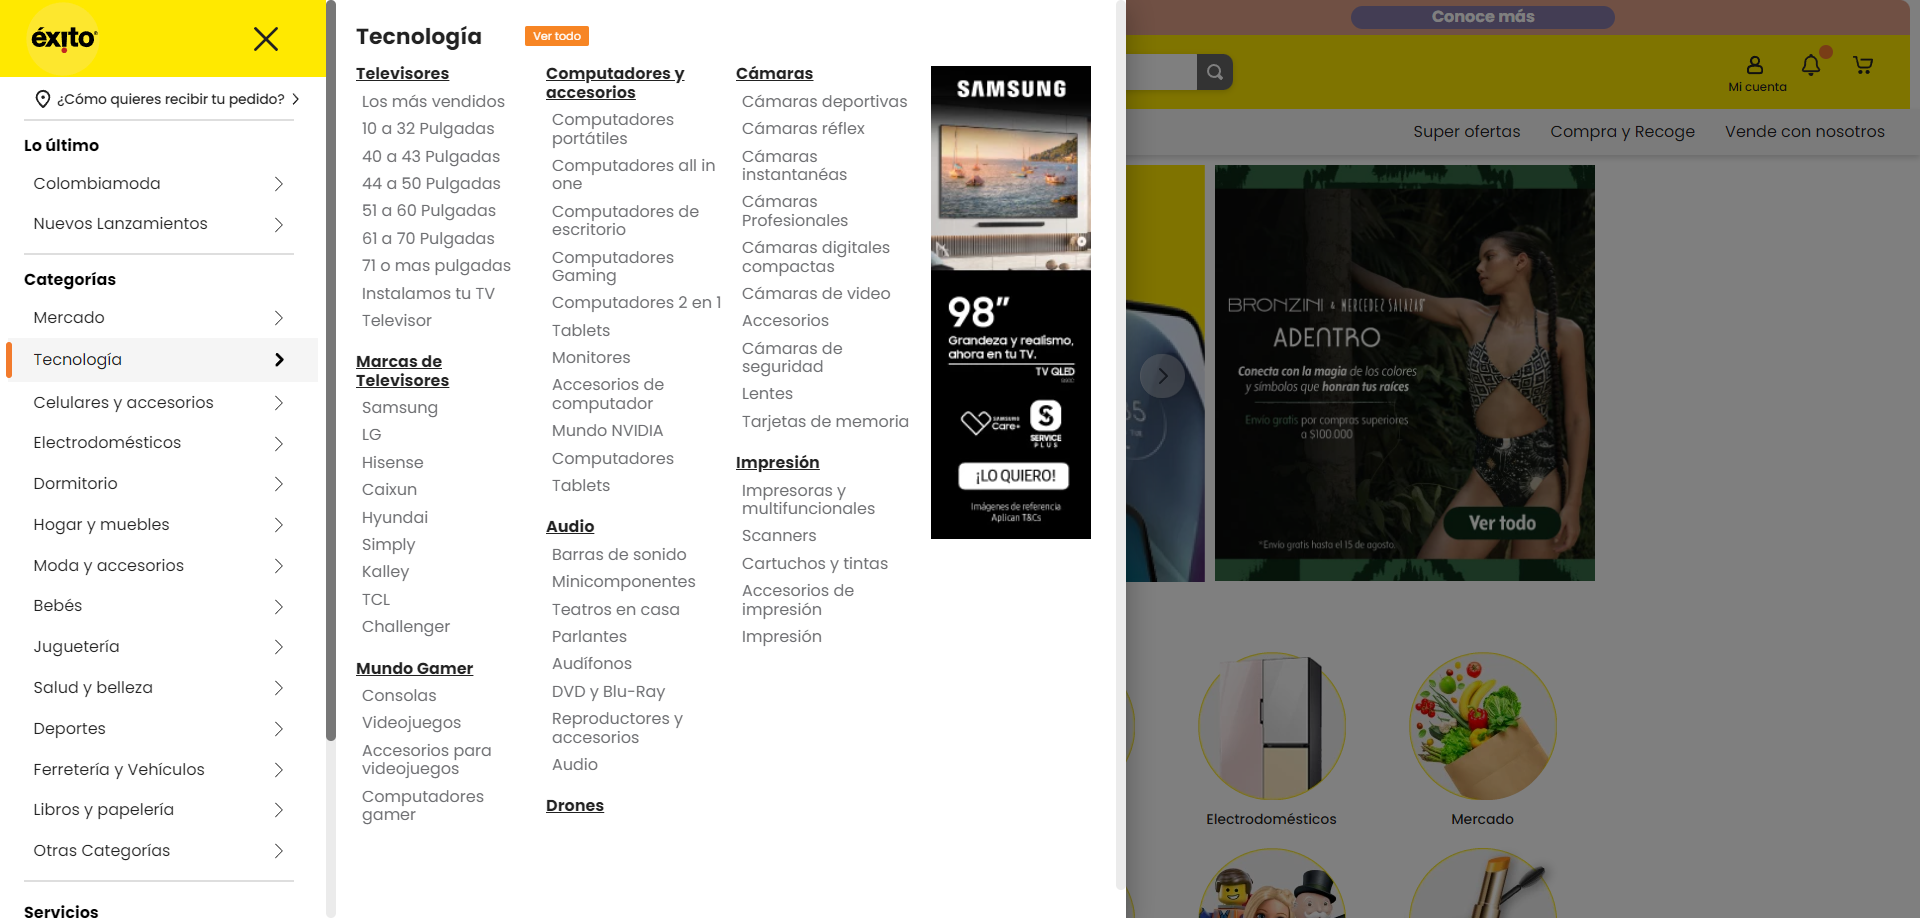 éxito
¿Cómo quieres recibir tu pedido?
Lo último
Colombiamoda
Nuevos Lanzamientos
Categorías
Mercado
Tecnología
Celulares y accesorios
Electrodomésticos
Dormitorio
Hogar y muebles
Moda y accesorios
Bebés
Juguetería
Salud y belleza
Deportes
Ferretería y Vehículos
Libros y papelería
Otras Categorías
Servicios
Tecnología
Ver todo
Televisores
Los más vendidos
10 a 32 Pulgadas
40 a 43 Pulgadas
44 a 50 Pulgadas
51 a 60 Pulgadas
61 a 70 Pulgadas
71 o mas pulgadas
Instalamos tu TV
Televisor
Marcas de
Televisores
Samsung
LG
Hisense
Caixun
Hyundai
Simply
Kalley
TCL
Challenger
Mundo Gamer
Consolas
Videojuegos
Accesorios para
videojuegos
Computadores
gamer
Computadores y
accesorios
Computadores
portátiles
Computadores all in
one
Computadores de
escritorio
Computadores
Gaming
Computadores 2 en 1
Tablets
Monitores
Accesorios de
computador
Mundo NVIDIA
Computadores
Tablets
Audio
Barras de sonido
Minicomponentes
Teatros en casa
Parlantes
Audífonos
DVD y Blu-Ray
Reproductores y
accesorios
Audio
Drones
Cámaras
Cámaras deportivas
Cámaras réflex
Cámaras
instantanéas
Cámaras
Profesionales
Cámaras digitales
compactas
Cámaras de video
Accesorios
Cámaras de
seguridad
Lentes
Tarjetas de memoria
Impresión
Impresoras y
multifuncionales
Scanners
Cartuchos y tintas
Accesorios de
impresión
Impresión
SAMSUNG
98”
Grandeza y realismo,
ahora en tu TV.
TV QLED
SAMSUNG
Care+
S
SERVICE
PLUS
¡LO QUIERO!
Imágenes de referencia
Aplican T&Cs
Conoce más
Mi cuenta
Super ofertas
Compra y Recoge
Vende con nosotros
BRONZINI & MERCEDEZ SALAZAR
ADENTRO
Conecta con la magia de los colores
y símbolos que honran tus raíces
Envío gratis por compras superiores
a $100.000
Ver todo
*Envío gratis hasta el 15 de agosto.
Electrodomésticos
Mercado